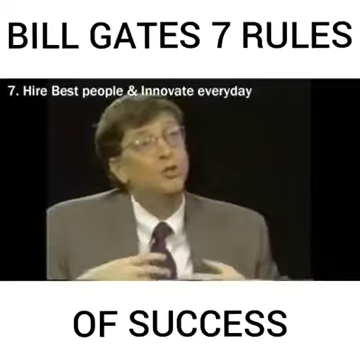 BILL GATES 7 RULES
7. Hire Best people & Innovate everyday
OF SUCCESS